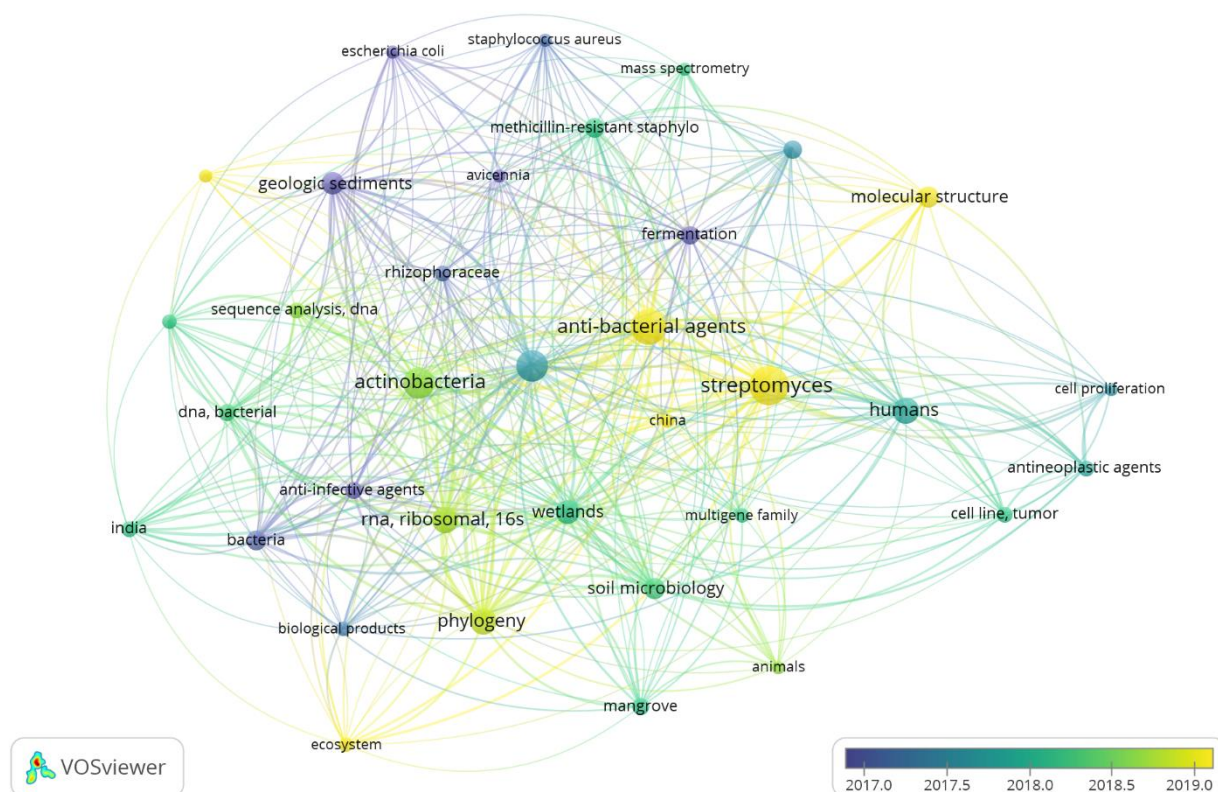 escherichia coli
staphylococcus aureus
mass spectrometry
methicillin-resistant staphylo
geologic sediments
avicennia
molecular structure
fermentation
rhizophoraceae
sequence analysis, dna
anti-bacterial agents
actinobacteria
streptomyces
cell proliferation
dna, bacterial
china
humans
antineoplastic agents
anti-infective agents
india
rna, ribosomal, 16s
wetlands
multigene family
cell line, tumor
bacteria
soil microbiology
biological products
phylogeny
animals
mangrove
ecosystem
VOSviewer
2017.0 2017.5 2018.0 2018.5 2019.0